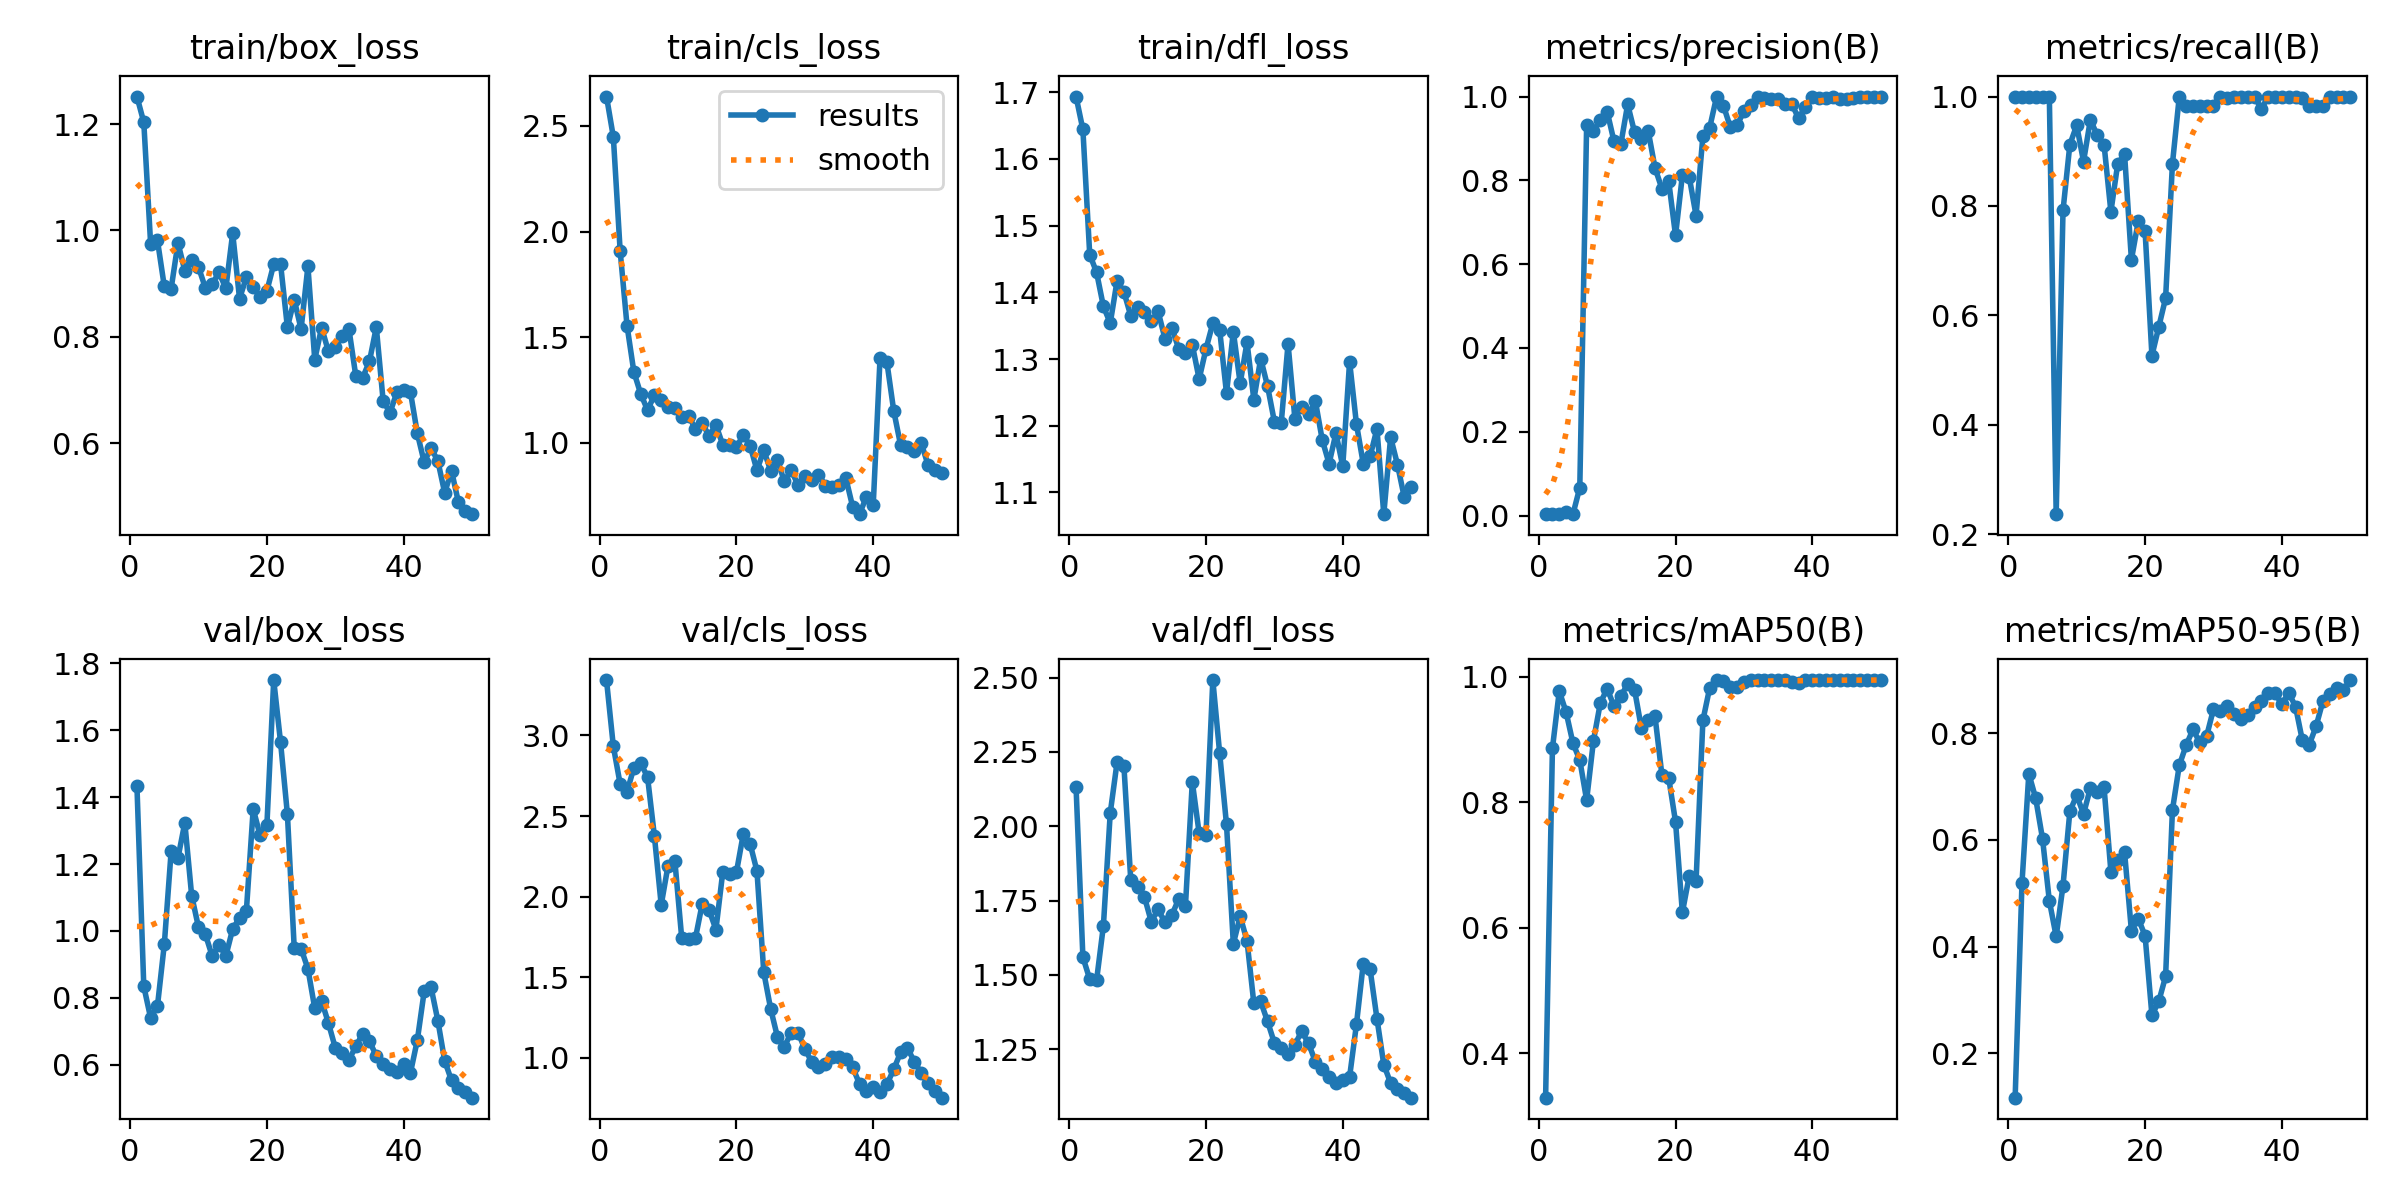 train/box_loss
1.2
1.0
0.8
0.6
0 20 40
train/cls_loss
results
smooth
2.5
2.0
1.5
1.0
0 20 40
train/dfl_loss
1.7
1.6
1.5
1.4
1.3
1.2
1.1
0 20 40
metrics/precision(B)
1.0
0.8
0.6
0.4
0.2
0.0
0 20 40
metrics/recall(B)
1.0
0.8
0.6
0.4
0.2
0 20 40
val/box_loss
1.8
1.6
1.4
1.2
1.0
0.8
0.6
0 20 40
val/cls_loss
3.0
2.5
2.0
1.5
1.0
0 20 40
val/dfl_loss
2.50
2.25
2.00
1.75
1.50
1.25
0 20 40
metrics/mAP50(B)
1.0
0.8
0.6
0.4
0 20 40
metrics/mAP50-95(B)
0.8
0.6
0.4
0.2
0 20 40